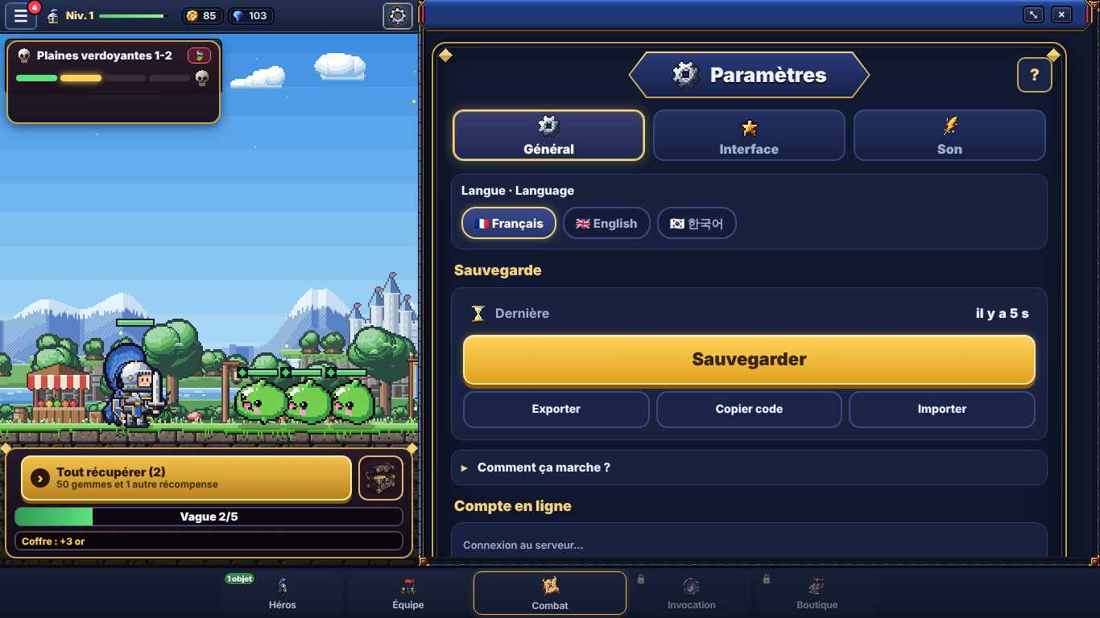 4
Niv. 1
85
103
Plaines verdoyantes 1-2
Tout récupérer (2)
50 gemmes et 1 autre récompense
Vague 2/5
Coffre : +3 or
Paramètres
?
Général
Interface
Son
Langue · Language
Français
English
한국어
Sauvegarde
Dernière
il y a 5 s
Sauvegarder
Exporter
Copier code
Importer
Comment ça marche ?
Compte en ligne
Connexion au serveur...
1 objet
Héros
Équipe
Combat
Invocation
Boutique